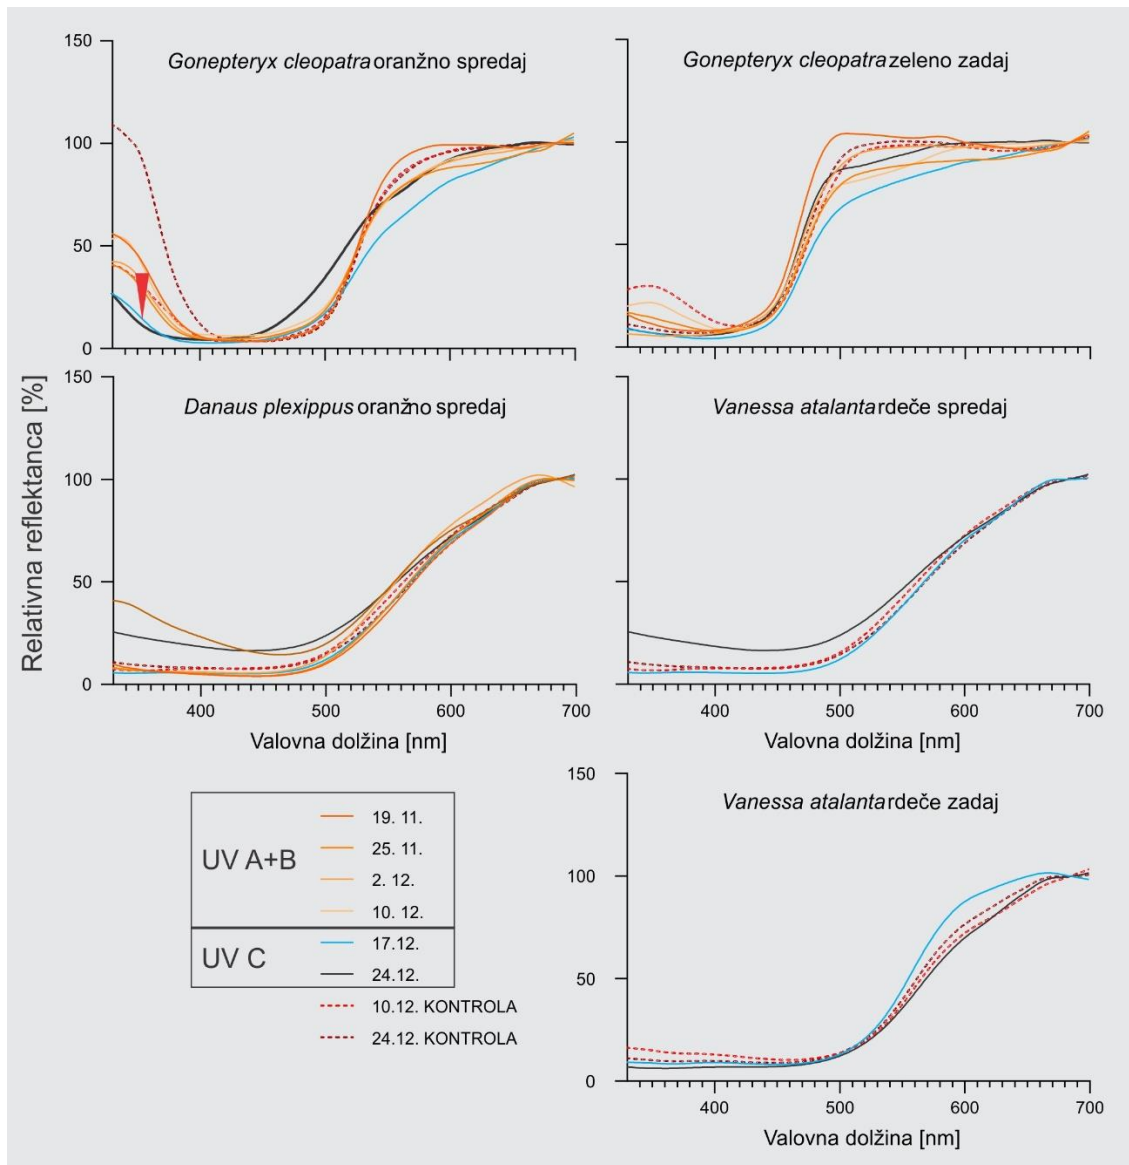 150
Gonepteryx cleopatra oranžno spredaj
Gonepteryx cleopatra zeleno zadaj
100
50
0
150
Danaus plexippus oranžno spredaj
Vanessa atalanta rdeče spredaj
100
50
0
Relativna reflektanca [%]
400 500 600 700
400 500 600 700
Valovna dolžina [nm]
Valovna dolžina [nm]
150
Vanessa atalanta rdeče zadaj
100
50
0
400 500 600 700
Valovna dolžina [nm]
UV A+B
19. 11.
25. 11.
2. 12.
10. 12.
UV C
17.12.
24.12.
10.12. KONTROLA
24.12. KONTROLA